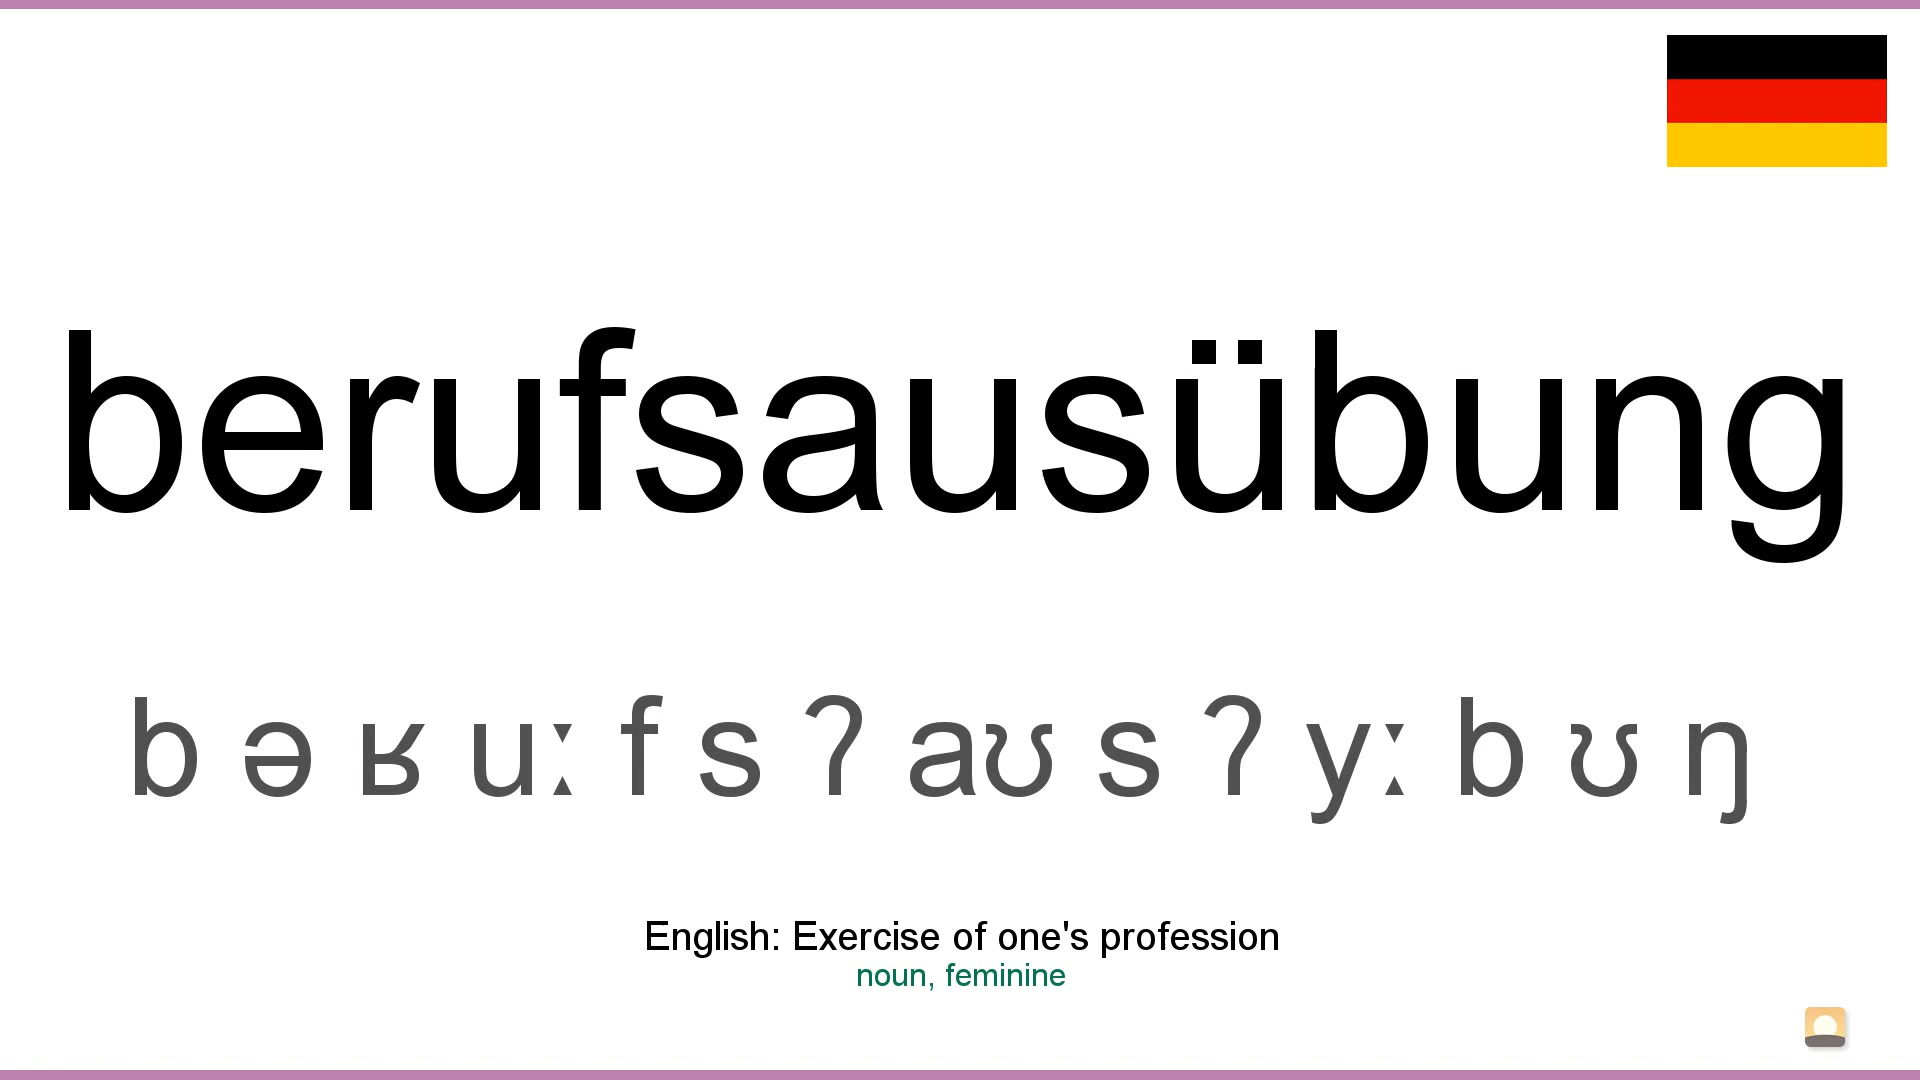 berufsausübung
b ə ʁ uː f s ʔ aʊ s ʔ yː b ʊ ŋ
English: Exercise of one's profession
noun, feminine